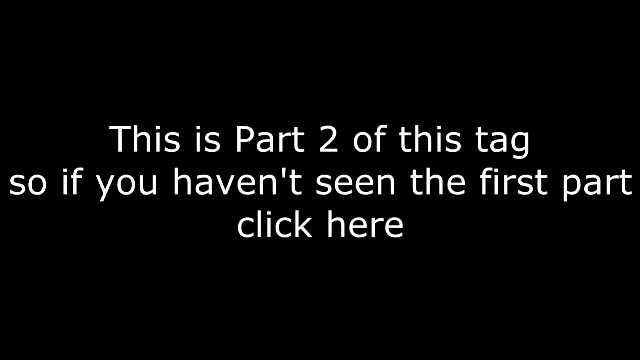 This is Part 2 of this tag
so if you haven't seen the first part
click here